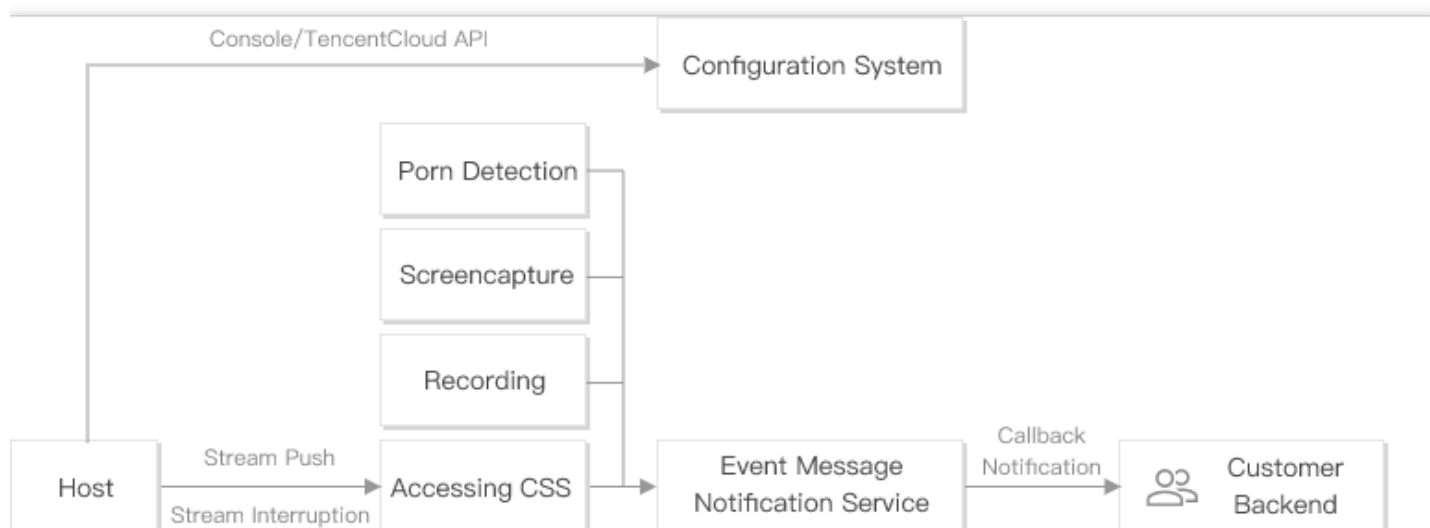 Console/TencentCloud API
Configuration System
Porn Detection
Screencapture
Recording
Host
Stream Push
Stream Interruption
Accessing CSS
Event Message
Notification Service
Callback
Notification
Customer
Backend